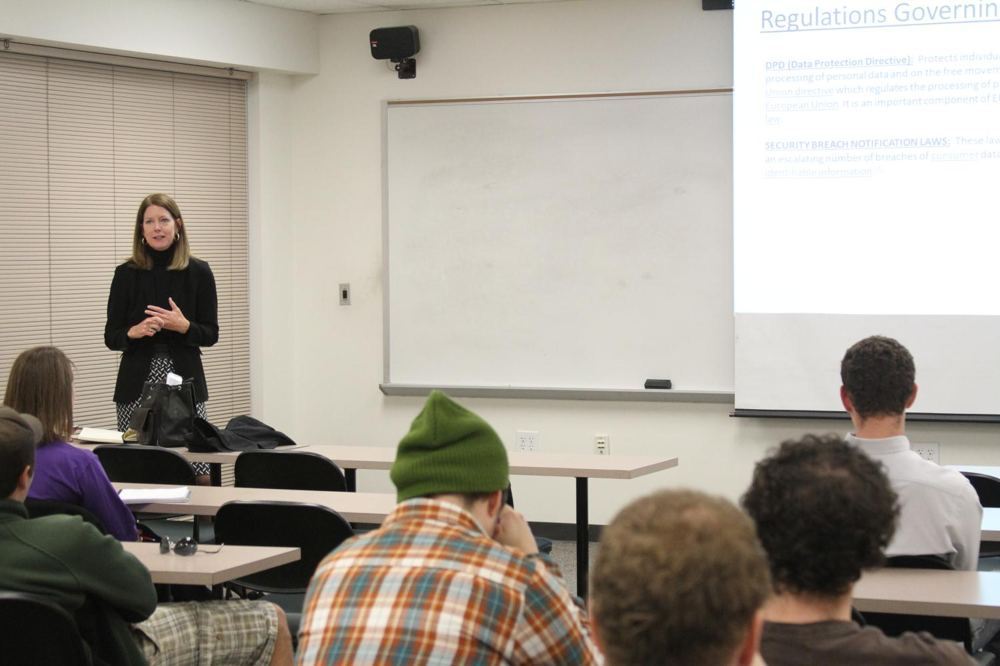 Regulations Governin
DPD (Data Protection Directive): Protects individu
processing of personal data and on the free movem
Union directive which regulates the processing of p
European Union. It is an important component of E
law.
SECURITY BREACH NOTIFICATION LAWS: These law
an escalating number of breaches of consumer data
identifiable information.[1]